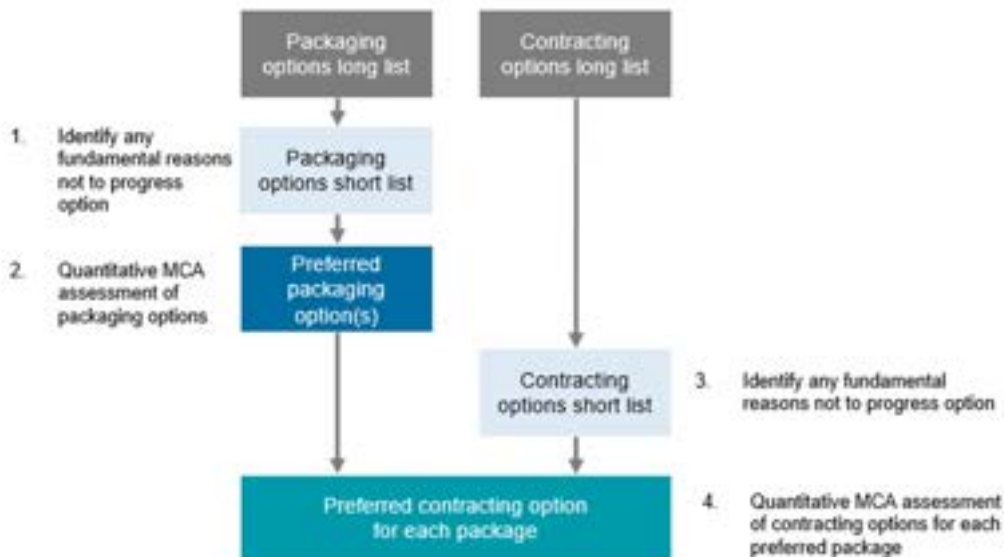 Packaging
options long list
Contracting
options long list
1. Identify any
fundamental reasons
not to progress
option
Packaging
options short list
2. Quantitative MCA
assessment of
packaging options
Preferred
packaging
option(s)
Contracting
options short list
3. Identify any fundamental
reasons not to progress option
Preferred contracting option
for each package
4. Quantitative MCA assessment
of contracting options for each
preferred package